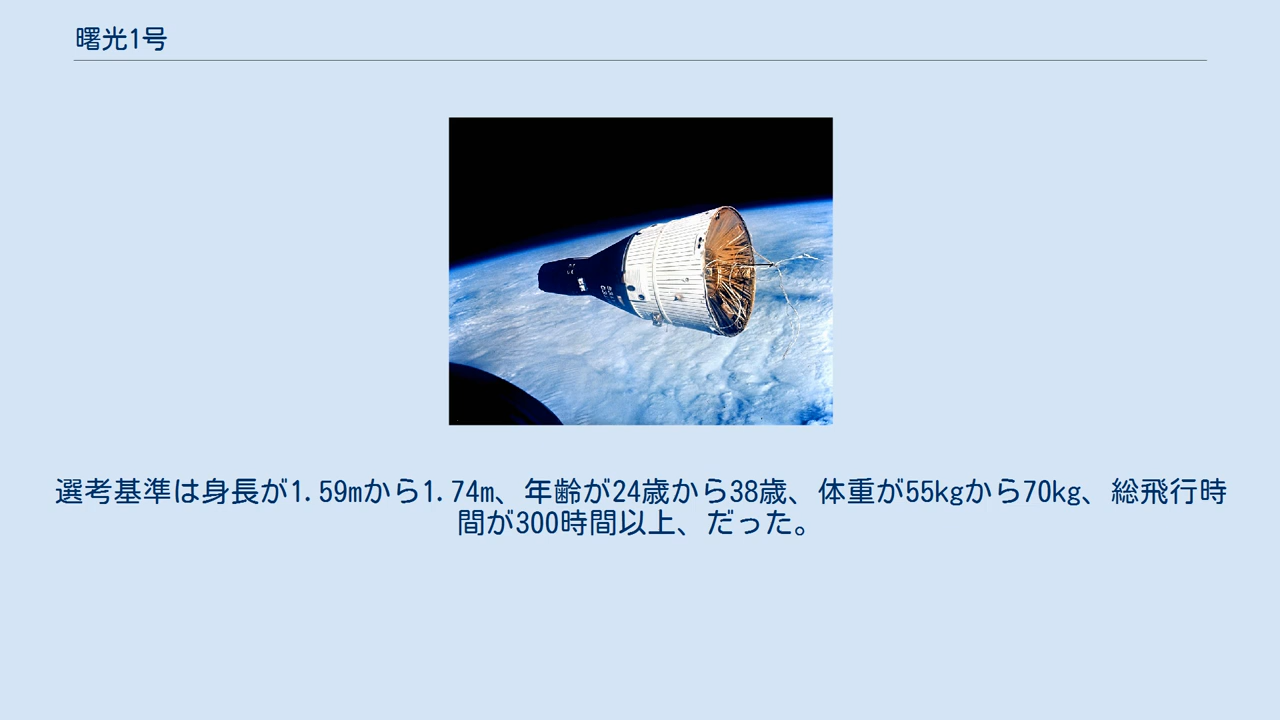 曙光1号
選考基準は身長が1.59mから1.74m、年齢が24歳から38歳、体重が55kgから70kg、総飛行時
間が300時間以上、だった。